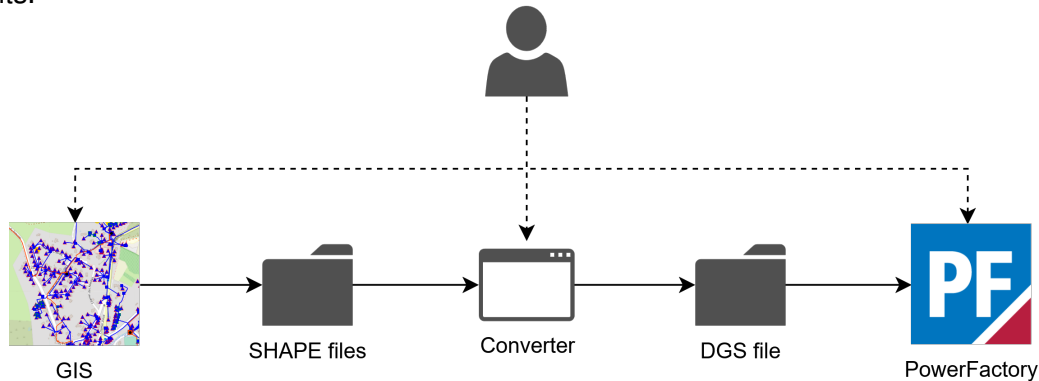 PF
GIS
SHAPE files
Converter
DGS file
PowerFactory